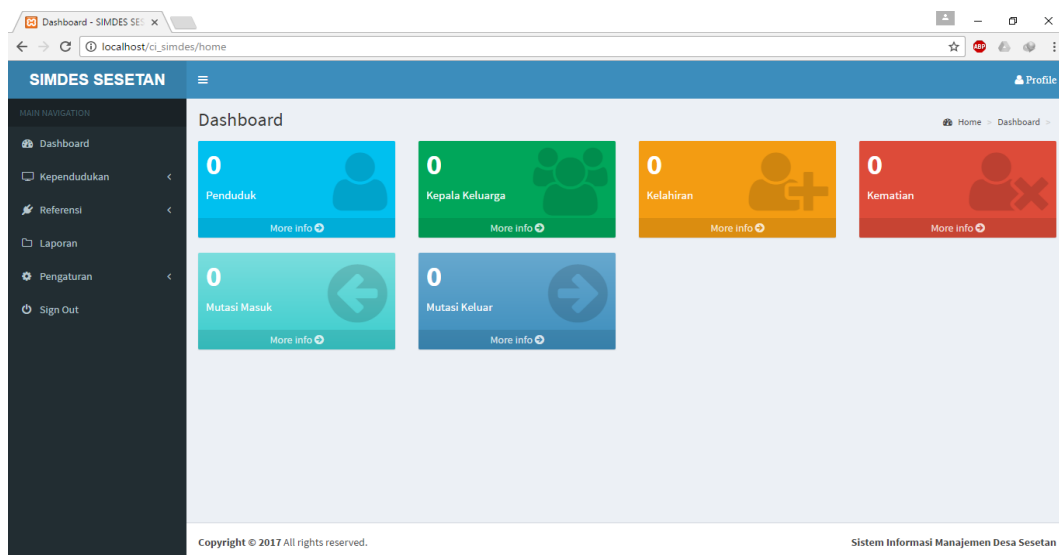 Dashboard - SIMDES SES
localhost/ci_simdes/home
ABP
SIMDES SESETAN
Profile
MAIN NAVIGATION
Dashboard
Kependudukan
Referensi
Laporan
Pengaturan
Sign Out
Dashboard
Home > Dashboard >
0
Penduduk
More info
0
Kepala Keluarga
More info
0
Kelahiran
More info
0
Kematian
More info
0
Mutasi Masuk
More info
0
Mutasi Keluar
More info
Copyright © 2017 All rights reserved.
Sistem Informasi Manajemen Desa Sesetan